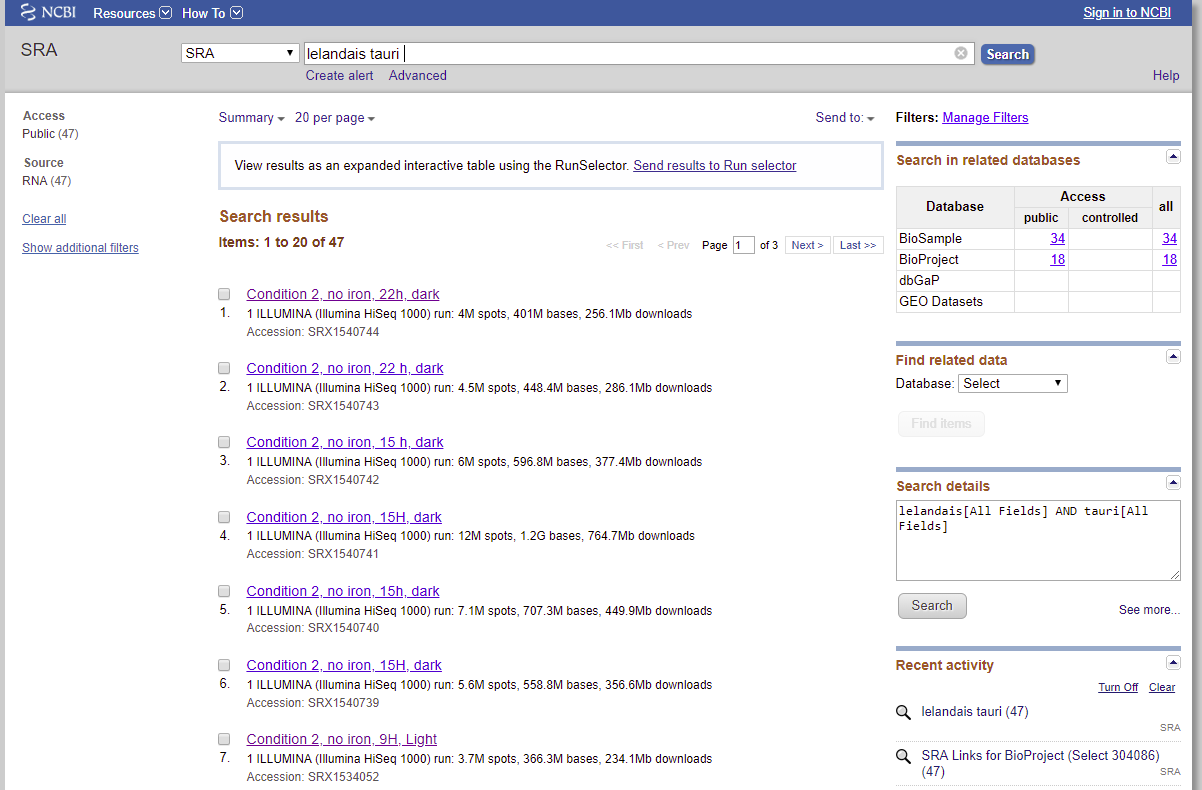 NCBI Resources How To Sign in to NCBI
SRA SRA lelandais tauri Search
Create alert Advanced Help
Access
Public (47)
Source
RNA (47)
Clear all
Show additional filters
Summary 20 per page Send to:
View results as an expanded interactive table using the RunSelector. Send results to Run selector
Search results
Items: 1 to 20 of 47
<< First < Prev Page 1 of 3 Next > Last >>
Condition 2, no iron, 22h, dark
1. 1 ILLUMINA (Illumina HiSeq 1000) run: 4M spots, 401M bases, 256.1Mb downloads
Accession: SRX1540744
Condition 2, no iron, 22 h, dark
2. 1 ILLUMINA (Illumina HiSeq 1000) run: 4.5M spots, 448.4M bases, 286.1Mb downloads
Accession: SRX1540743
Condition 2, no iron, 15 h, dark
3. 1 ILLUMINA (Illumina HiSeq 1000) run: 6M spots, 596.8M bases, 377.4Mb downloads
Accession: SRX1540742
Condition 2, no iron, 15H, dark
4. 1 ILLUMINA (Illumina HiSeq 1000) run: 12M spots, 1.2G bases, 764.7Mb downloads
Accession: SRX1540741
Condition 2, no iron, 15h, dark
5. 1 ILLUMINA (Illumina HiSeq 1000) run: 7.1M spots, 707.3M bases, 449.9Mb downloads
Accession: SRX1540740
Condition 2, no iron, 15H, dark
6. 1 ILLUMINA (Illumina HiSeq 1000) run: 5.6M spots, 558.8M bases, 356.6Mb downloads
Accession: SRX1540739
Condition 2, no iron, 9H, Light
7. 1 ILLUMINA (Illumina HiSeq 1000) run: 3.7M spots, 366.3M bases, 234.1Mb downloads
Accession: SRX1534052
Filters: Manage Filters
Search in related databases
Database Access all
public controlled
BioSample 34 34
BioProject 18 18
dbGaP
GEO Datasets
Find related data
Database: Select
Find items
Search details
lelandais[All Fields] AND tauri[All
Fields]
Search See more...
Recent activity
Turn Off Clear
lelandais tauri (47)
SRA
SRA Links for BioProject (Select 304086)
(47) SRA